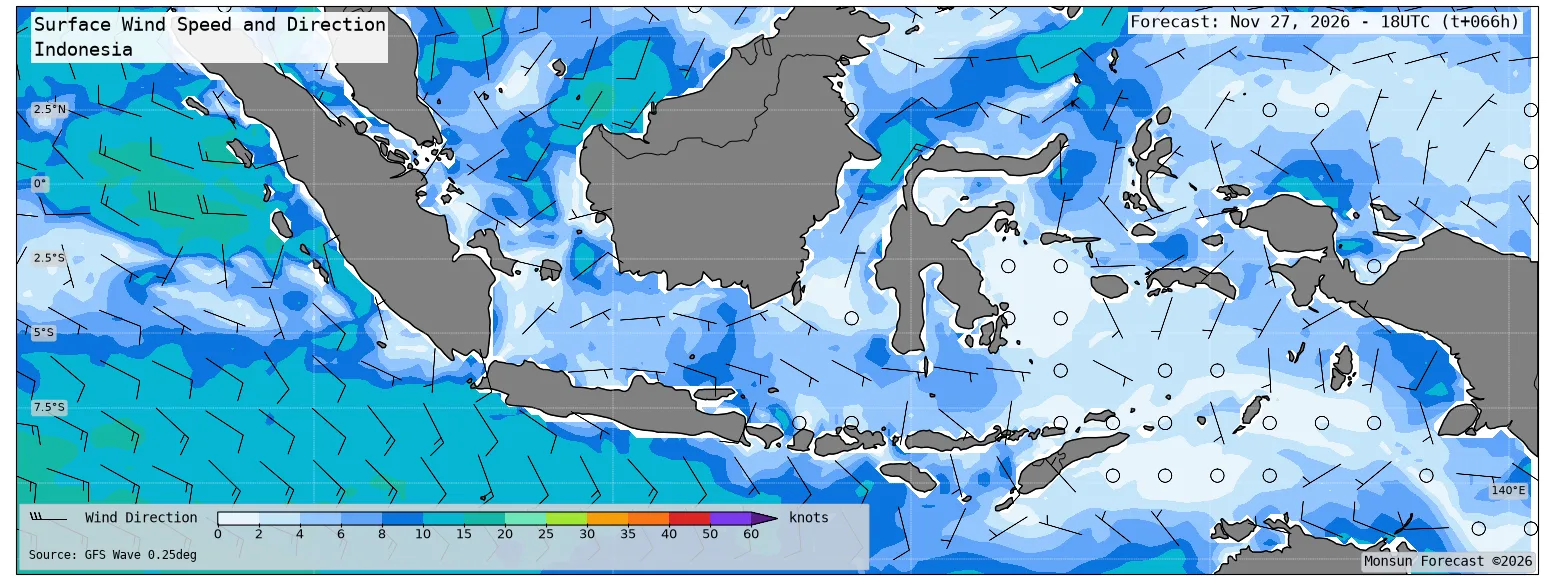 Surface Wind Speed and Direction
Indonesia
Forecast: Nov 27, 2026 - 18UTC (t+066h)
2.5°N
0°
2.5°S
5°S
7.5°S
140°E
Wind Direction
0 2 4 6 8 10 15 20 25 30 35 40 50 60
knots
Source: GFS Wave 0.25deg
Monsun Forecast ©2026